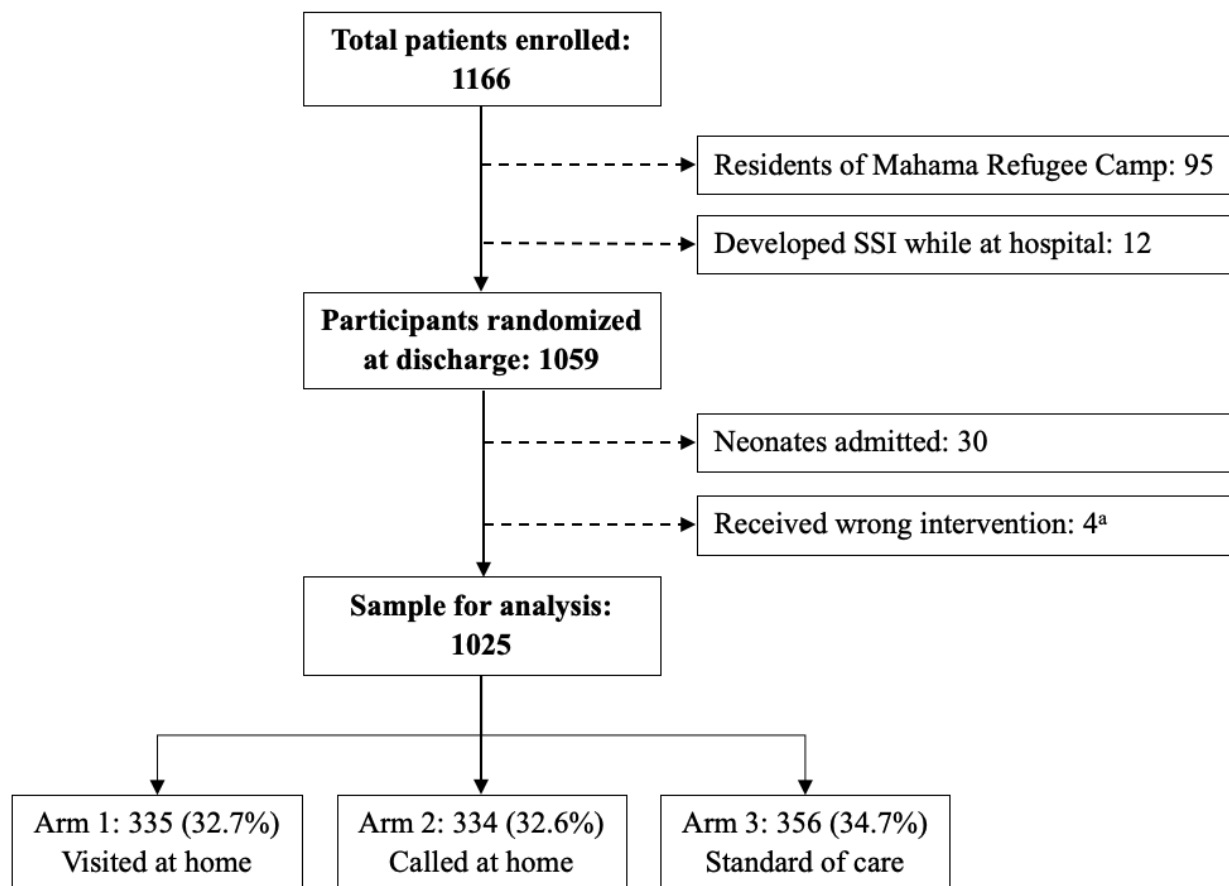 Total patients enrolled:
1166
Residents of Mahama Refugee Camp: 95
Developed SSI while at hospital: 12
Participants randomized
at discharge: 1059
Neonates admitted: 30
Received wrong intervention: 4ᵃ
Sample for analysis:
1025
Arm 1: 335 (32.7%)
Visited at home
Arm 2: 334 (32.6%)
Called at home
Arm 3: 356 (34.7%)
Standard of care